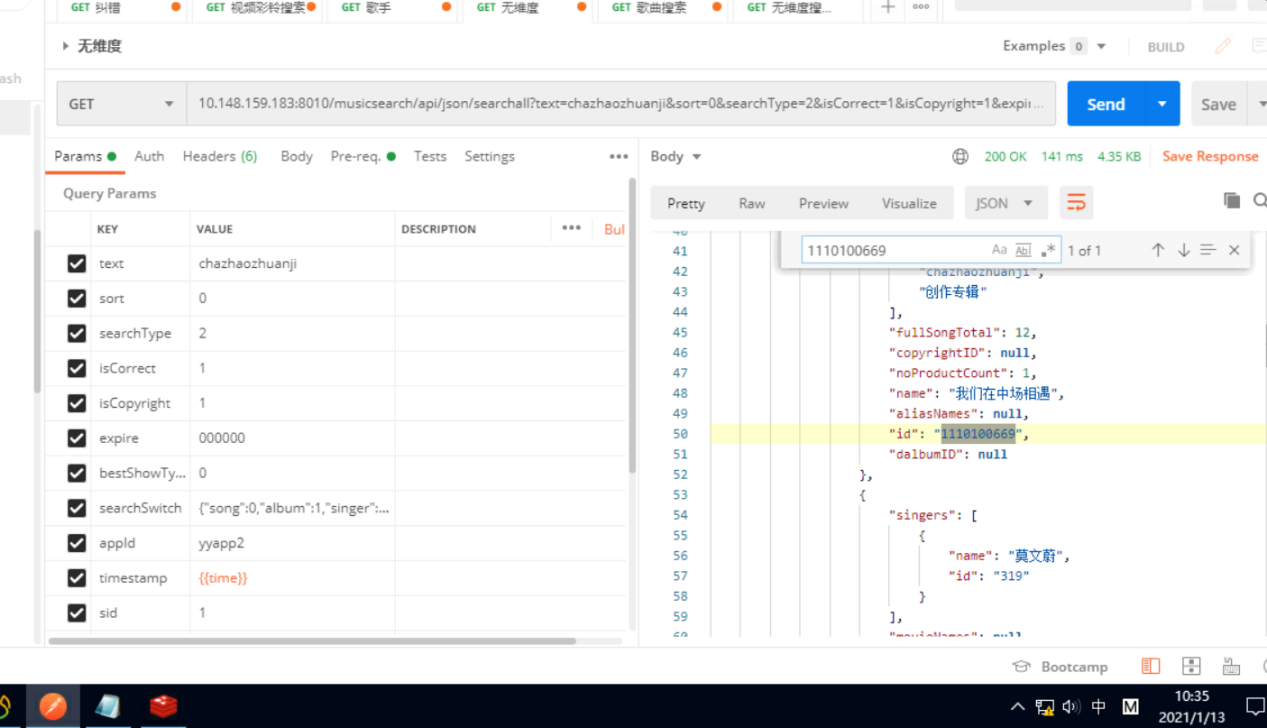 GET 纠错 GET 视频彩铃搜索 GET 歌手 GET 无维度 GET 歌曲搜索 GET 无维度搜...
无维度 Examples 0 BUILD
ash
GET 10.148.159.183:8010/musicsearch/api/json/searchall?text=chazhaozhuanji&sort=0&searchType=2&isCorrect=1&isCopyright=1&expir... Send Save
Params Auth Headers (6) Body Pre-req. Tests Settings
Query Params
KEY VALUE DESCRIPTION Bul
text chazhaozhuanji
sort 0
searchType 2
isCorrect 1
isCopyright 1
expire 000000
bestShowTy... 0
searchSwitch {"song":0,"album":1,"singer":...
appId yyapp2
timestamp {{time}}
sid 1
Body 200 OK 141 ms 4.35 KB Save Response
Pretty Raw Preview Visualize JSON
1110100669 Aa Abl .* 1 of 1
40
41
42 "chazhaozhuanji",
43 "创作专辑"
44 ],
45 "fullSongTotal": 12,
46 "copyrightID": null,
47 "noProductCount": 1,
48 "name": "我们在中场相遇",
49 "aliasNames": null,
50 "id": "1110100669",
51 "dalbumID": null
52 },
53 {
54 "singers": [
55 {
56 "name": "莫文蔚",
57 "id": "319"
58 }
59 ],
60 "movieNames": null
Bootcamp
中 M 10:35
2021/1/13